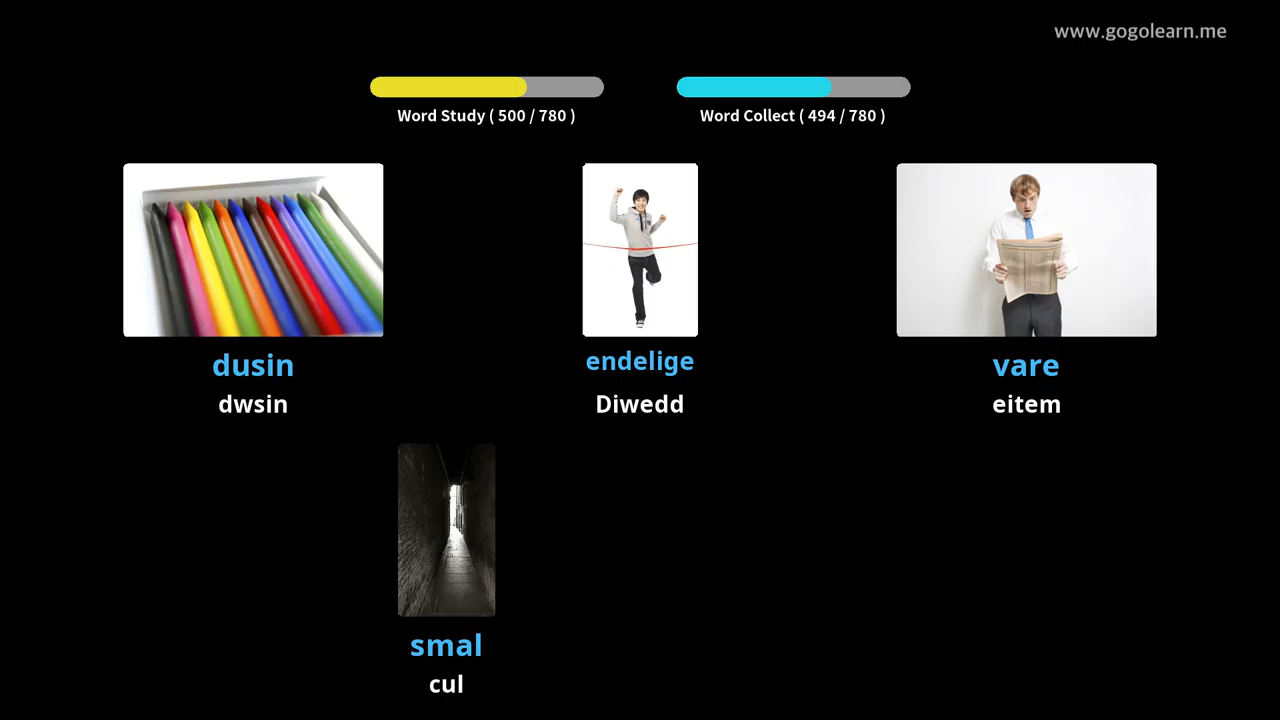 www.gogolearn.me
Word Study ( 500 / 780 )
Word Collect ( 494 / 780 )
dusin
dwsin
endelige
Diwedd
vare
eitem
smal
cul